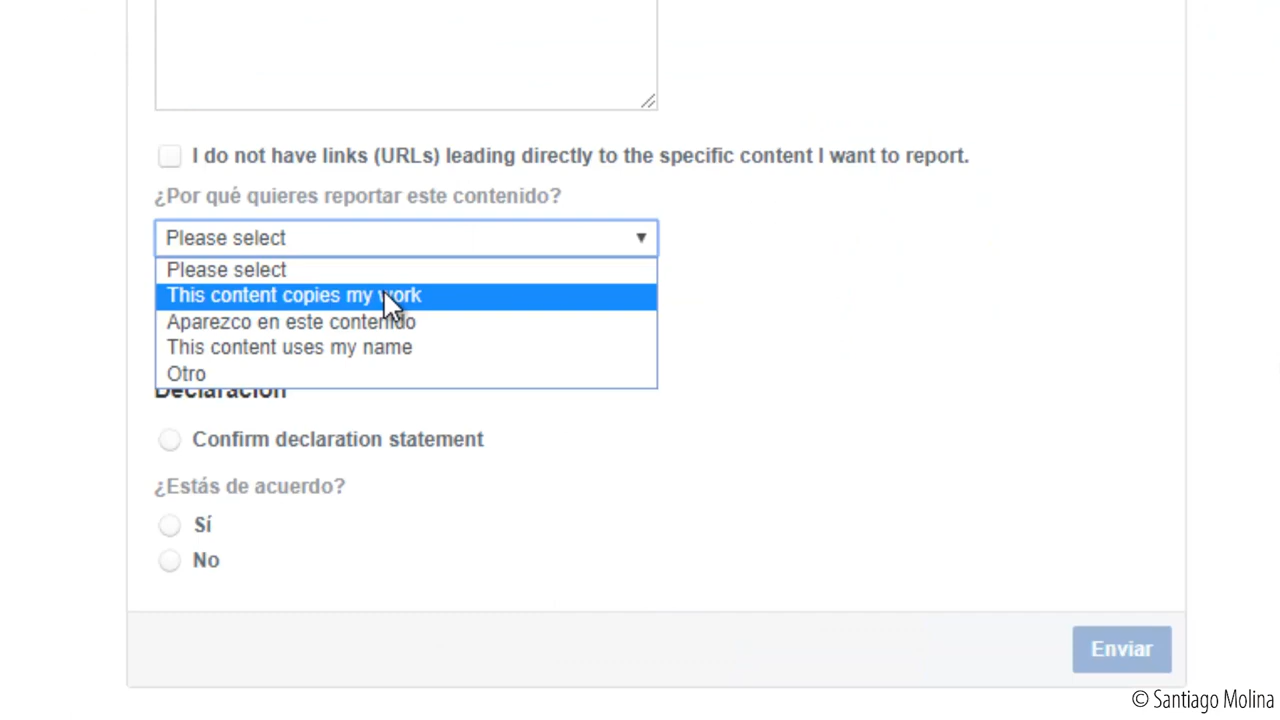 I do not have links (URLs) leading directly to the specific content I want to report.
¿Por qué quieres reportar este contenido?
Please select
Please select
This content copies my work
Aparezco en este contenido
This content uses my name
Otro
Declaración
Confirm declaration statement
¿Estás de acuerdo?
Sí
No
Enviar
© Santiago Molina